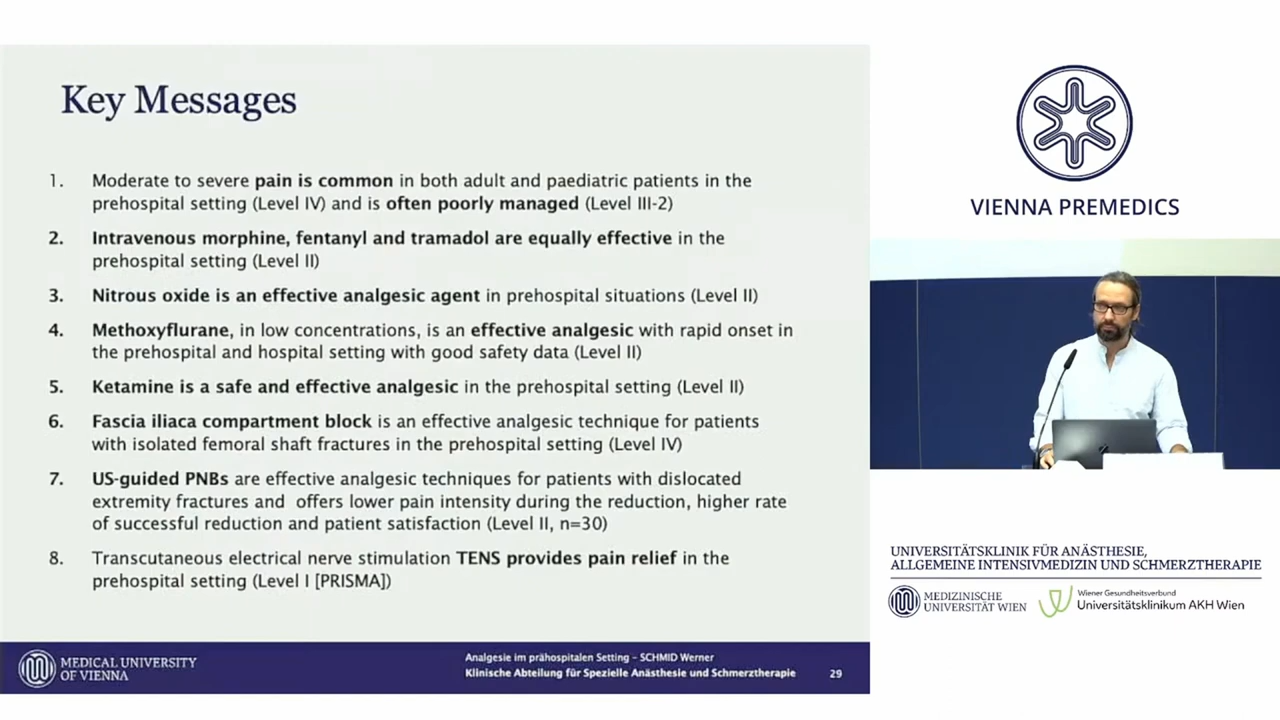 Key Messages
1. Moderate to severe pain is common in both adult and paediatric patients in the
prehospital setting (Level IV) and is often poorly managed (Level III-2)
2. Intravenous morphine, fentanyl and tramadol are equally effective in the
prehospital setting (Level II)
3. Nitrous oxide is an effective analgesic agent in prehospital situations (Level II)
4. Methoxyflurane, in low concentrations, is an effective analgesic with rapid onset in
the prehospital and hospital setting with good safety data (Level II)
5. Ketamine is a safe and effective analgesic in the prehospital setting (Level II)
6. Fascia iliaca compartment block is an effective analgesic technique for patients
with isolated femoral shaft fractures in the prehospital setting (Level IV)
7. US-guided PNBs are effective analgesic techniques for patients with dislocated
extremity fractures and offers lower pain intensity during the reduction, higher rate
of successful reduction and patient satisfaction (Level II, n=30)
8. Transcutaneous electrical nerve stimulation TENS provides pain relief in the
prehospital setting (Level I [PRISMA])
MEDICAL UNIVERSITY
OF VIENNA
Analgesie im prähospitalen Setting – SCHMID Werner
Klinische Abteilung für Spezielle Anästhesie und Schmerztherapie
29
VIENNA PREMEDICS
UNIVERSITÄTSKLINIK FÜR ANÄSTHESIE,
ALLGEMEINE INTENSIVMEDIZIN UND SCHMERZTHERAPIE
MEDIZINISCHE
UNIVERSITÄT WIEN
Wiener Gesundheitsverbund
Universitätsklinikum AKH Wien